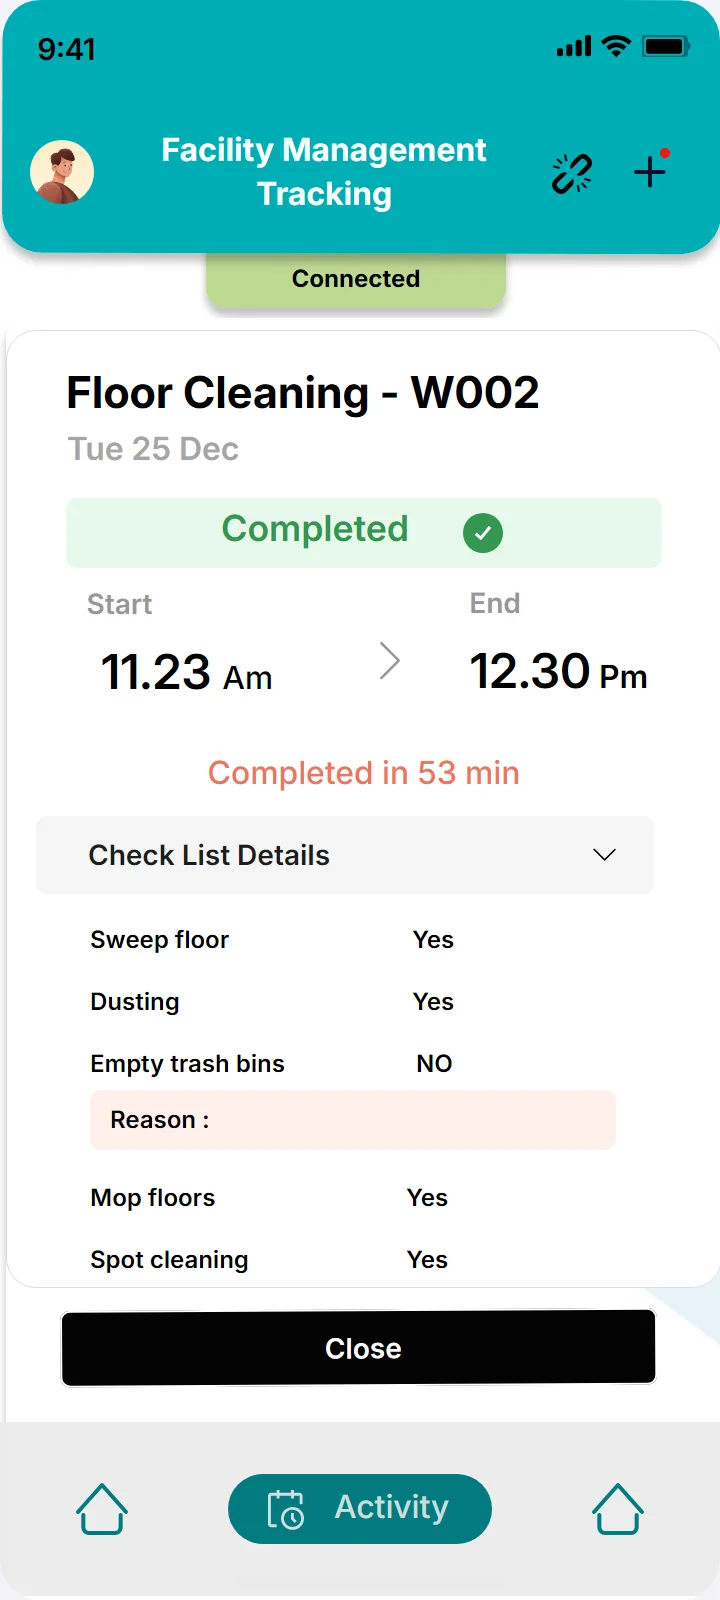 9:41
Facility Management
Tracking
Connected
Floor Cleaning - W002
Tue 25 Dec
Completed
Start
End
11.23 Am
12.30 Pm
Completed in 53 min
Check List Details
Sweep floor Yes
Dusting Yes
Empty trash bins NO
Reason :
Mop floors Yes
Spot cleaning Yes
Close
Activity